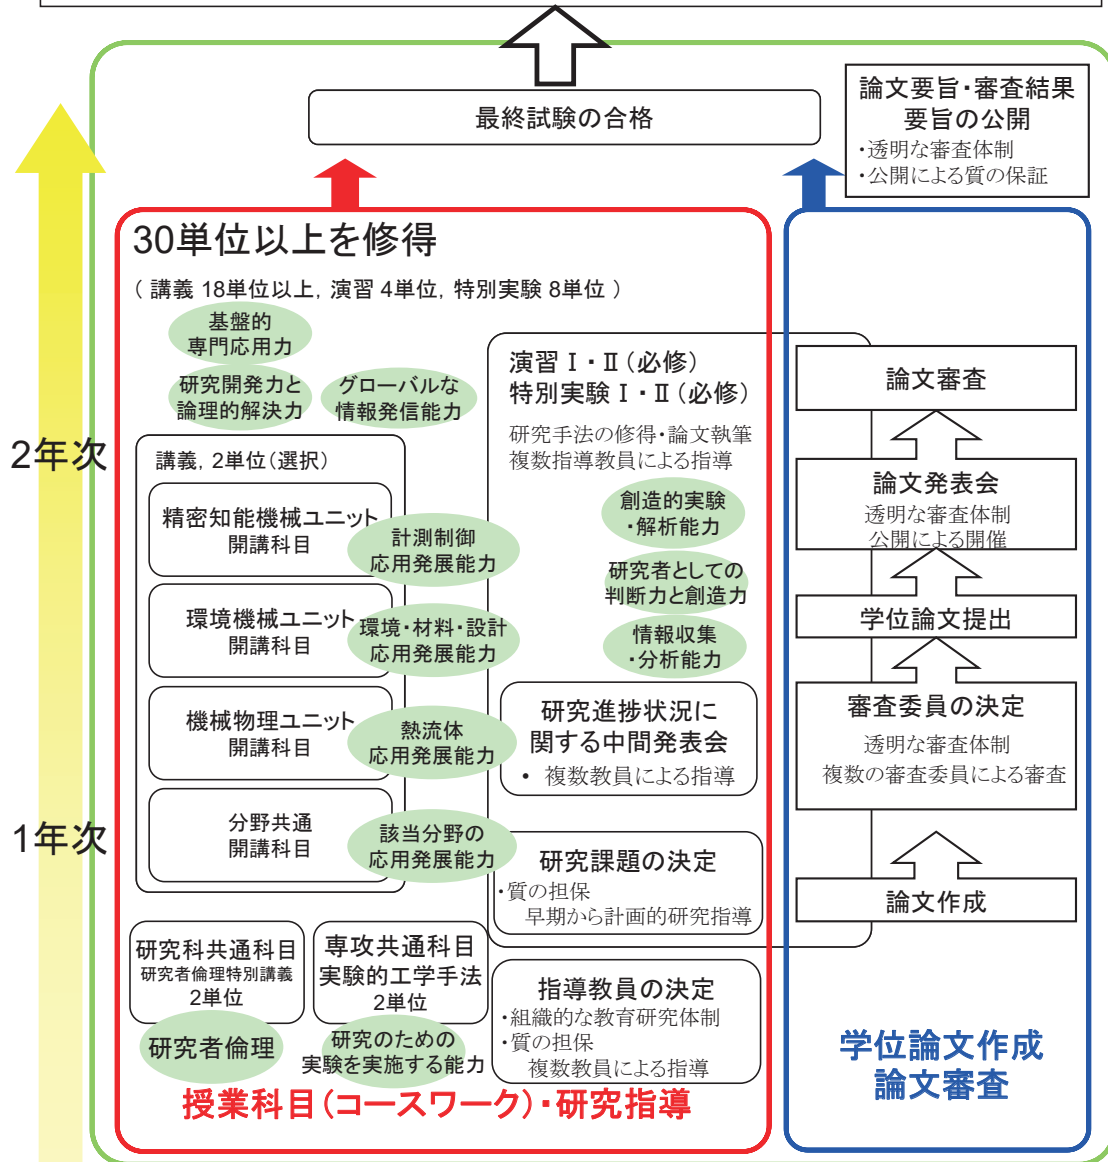 最終試験の合格
論文要旨・審査結果
要旨の公開
・透明な審査体制
・公開による質の保証
30単位以上を修得
（ 講義 18単位以上, 演習 4単位, 特別実験 8単位 ）
基盤的
専門応用力
研究開発力と
論理的解決力
グローバルな
情報発信能力
2年次
1年次
講義, 2単位（選択）
精密知能機械ユニット
開講科目
計測制御
応用発展能力
環境機械ユニット
開講科目
環境・材料・設計
応用発展能力
機械物理ユニット
開講科目
熱流体
応用発展能力
分野共通
開講科目
該当分野の
応用発展能力
演習Ⅰ・Ⅱ（必修）
特別実験Ⅰ・Ⅱ（必修）
研究手法の修得・論文執筆
複数指導教員による指導
創造的実験
・解析能力
研究者としての
判断力と創造力
情報収集
・分析能力
研究進捗状況に
関する中間発表会
• 複数教員による指導
研究課題の決定
・質の担保
早期から計画的研究指導
研究科共通科目
研究者倫理特別講義
2単位
研究者倫理
専攻共通科目
実験的工学手法
2単位
研究のための
実験を実施する能力
指導教員の決定
・組織的な教育研究体制
・質の担保
複数教員による指導
授業科目（コースワーク）・研究指導
論文審査
論文発表会
透明な審査体制
公開による開催
学位論文提出
審査委員の決定
透明な審査体制
複数の審査委員による審査
論文作成
学位論文作成
論文審査